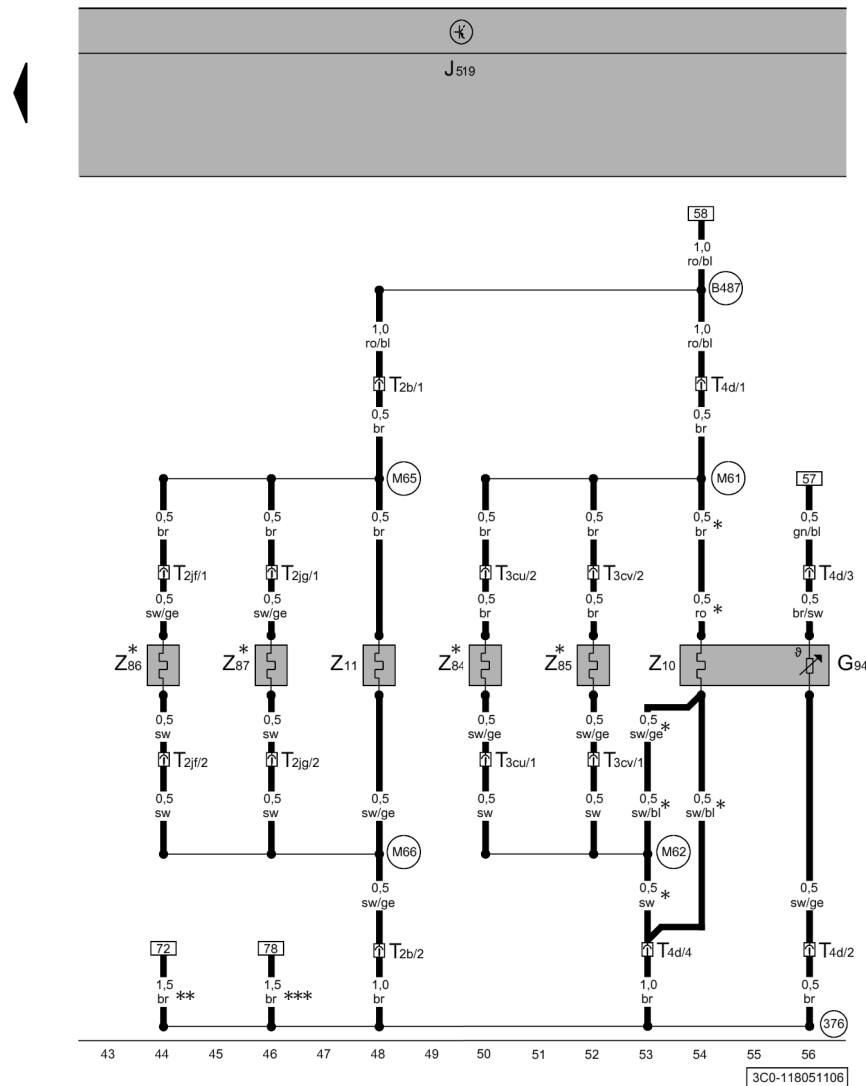 J519
58
1,0
ro/bl
B487
1,0
ro/bl
1,0
ro/bl
T2b/1
T4d/1
0,5
br
0,5
br
M65
M61
57
0,5
br
0,5
br
0,5
br
0,5
br
0,5
br
0,5
br *
0,5
gn/bl
T2jf/1
T2jg/1
T3cu/2
T3cv/2
T4d/3
0,5
sw/ge
0,5
sw/ge
0,5
br
0,5
br
0,5
ro *
0,5
br/sw
Z86*
Z87*
Z11
Z84*
Z85*
Z10
ϑ
G94
0,5
sw
0,5
sw
0,5
sw/ge
0,5
sw/ge
0,5
sw/ge*
T2jf/2
T2jg/2
T3cu/1
T3cv/1
0,5
sw
0,5
sw
0,5
sw/ge
0,5
sw
0,5
sw
0,5
sw/bl*
0,5
sw/bl*
M66
M62
0,5
sw/ge
0,5
sw *
0,5
sw/ge
72
78
T2b/2
T4d/4
T4d/2
1,5
br **
1,5
br ***
1,0
br
1,0
br
0,5
br
376
43 44 45 46 47 48 49 50 51 52 53 54 55 56
3C0-118051106